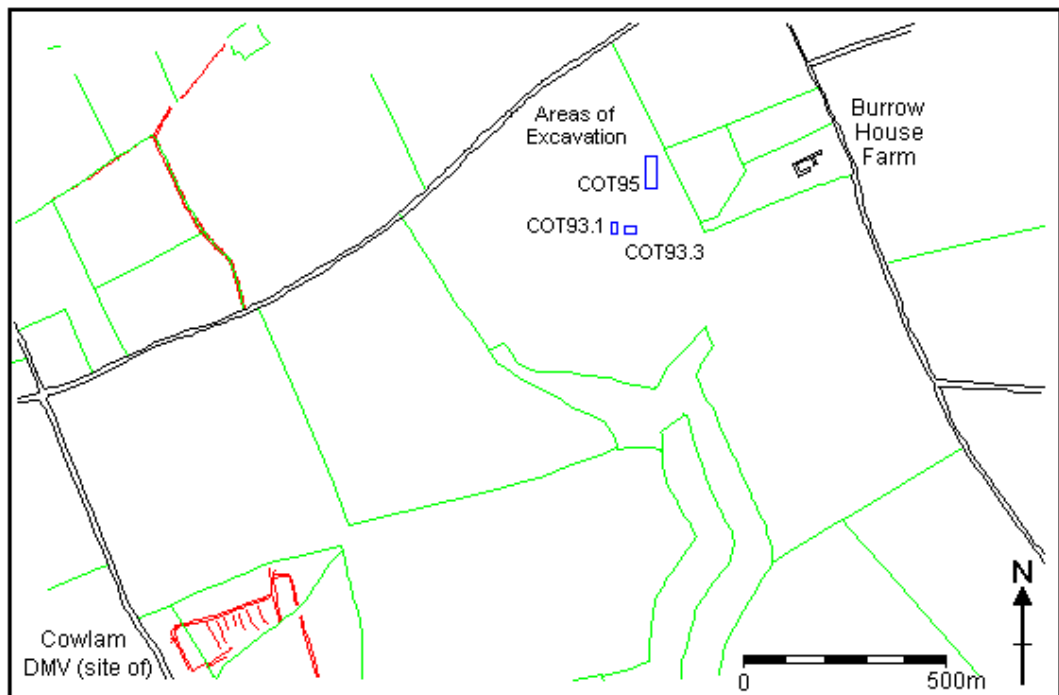 Areas of
Excavation
Burrow
House
Farm
COT95
COT93.1
COT93.3
Cowlam
DMV (site of)
N
0
500m